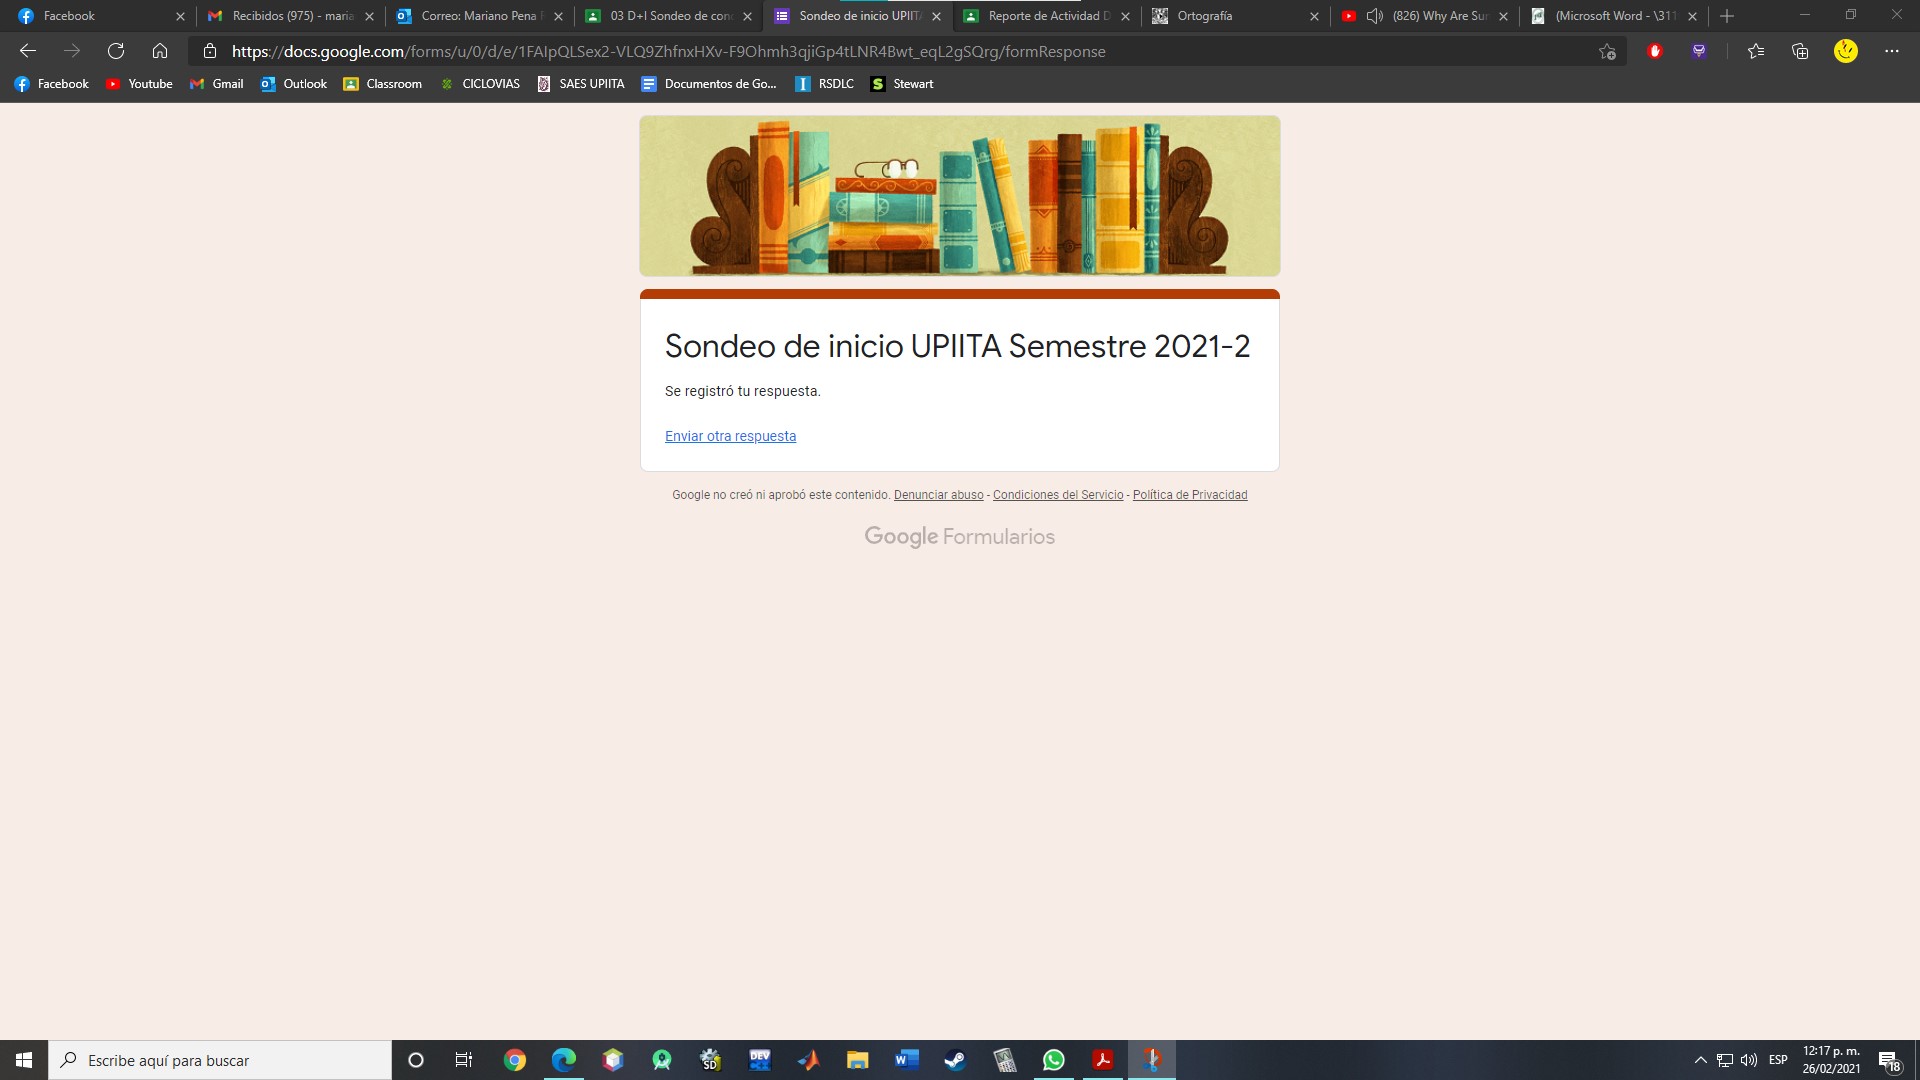 Facebook
Recibidos (975) - maria
Correo: Mariano Pena
03 D+I Sondeo de con
Sondeo de inicio UPIITA
Reporte de Actividad D
Ortografía
(826) Why Are Sur
(Microsoft Word - \311
https://docs.google.com/forms/u/0/d/e/1FAIpQLSex2-VLQ9ZhfnxHXv-F9Ohmh3qjiGp4tLNR4Bwt_eqL2gSQrg/formResponse
Facebook
Youtube
Gmail
Outlook
Classroom
CICLOVIAS
SAES UPIITA
Documentos de Go...
RSDLC
Stewart
Sondeo de inicio UPIITA Semestre 2021-2
Se registró tu respuesta.
Enviar otra respuesta
Google no creó ni aprobó este contenido. Denunciar abuso - Condiciones del Servicio - Política de Privacidad
Google Formularios
Escribe aquí para buscar
SD
DEV
ESP
12:17 p. m.
26/02/2021
18